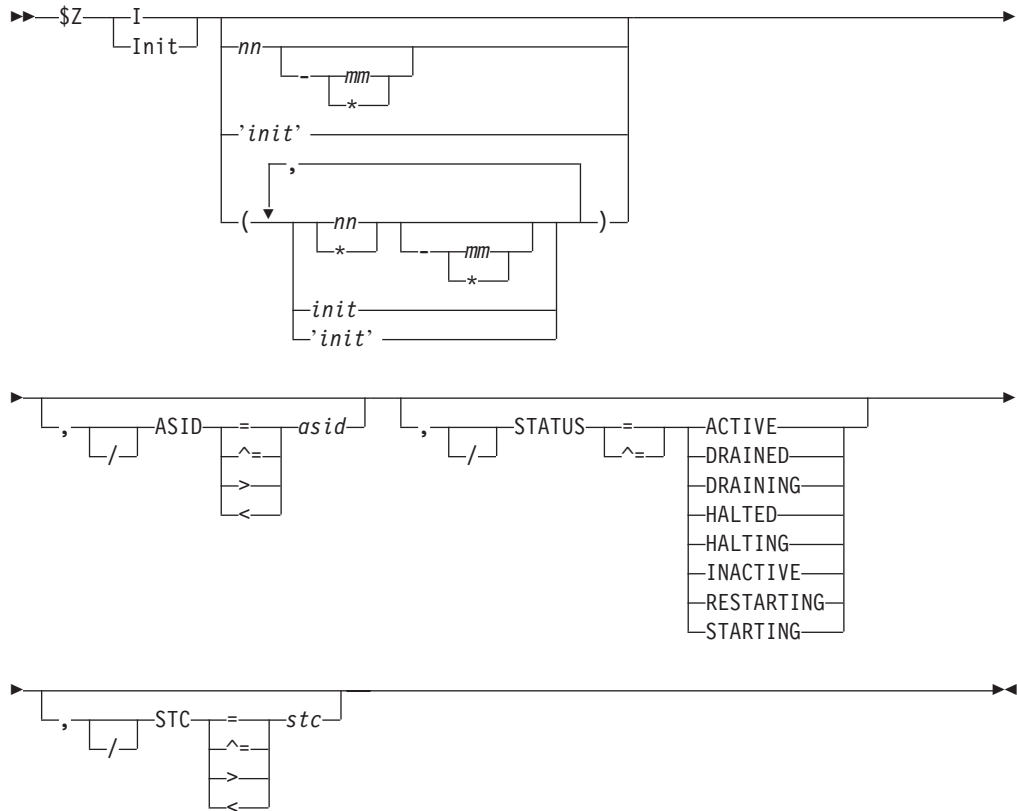 $Z I
Init
nn
- mm
*
'init'
,
( nn - mm )
* *
init
'init'
, / ASID = asid , / STATUS = ACTIVE
^= ^= DRAINED
> DRAINING
< HALTED
HALTING
INACTIVE
RESTARTING
STARTING
, / STC = stc
^=
>
<